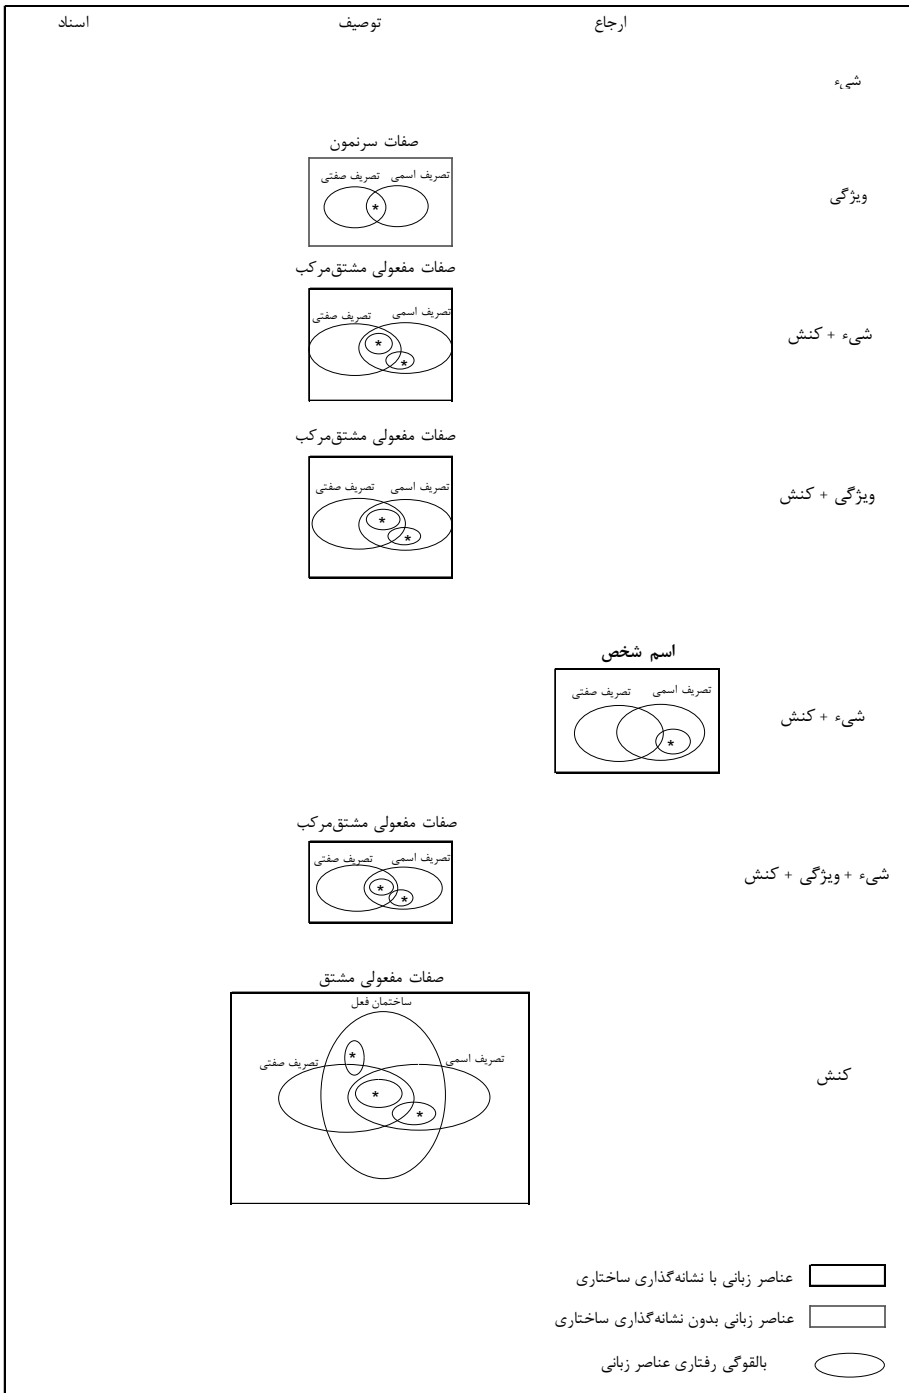 ارجاع توصیف اسناد
شیء
صفات سرنمون
تصریف اسمی تصریف صفتی
*
ویژگی
صفات مفعولی مشتق‌مرکب
تصریف اسمی تصریف صفتی
*
*
شیء + کنش
صفات مفعولی مشتق‌مرکب
تصریف اسمی تصریف صفتی
*
*
ویژگی + کنش
اسم شخص
تصریف اسمی تصریف صفتی
*
شیء + کنش
صفات مفعولی مشتق‌مرکب
تصریف اسمی تصریف صفتی
*
*
شیء + ویژگی + کنش
صفات مفعولی مشتق
ساختمان فعل
*
تصریف اسمی تصریف صفتی
*
*
کنش
عناصر زبانی با نشانه‌گذاری ساختاری
عناصر زبانی بدون نشانه‌گذاری ساختاری
بالقوگی رفتاری عناصر زبانی